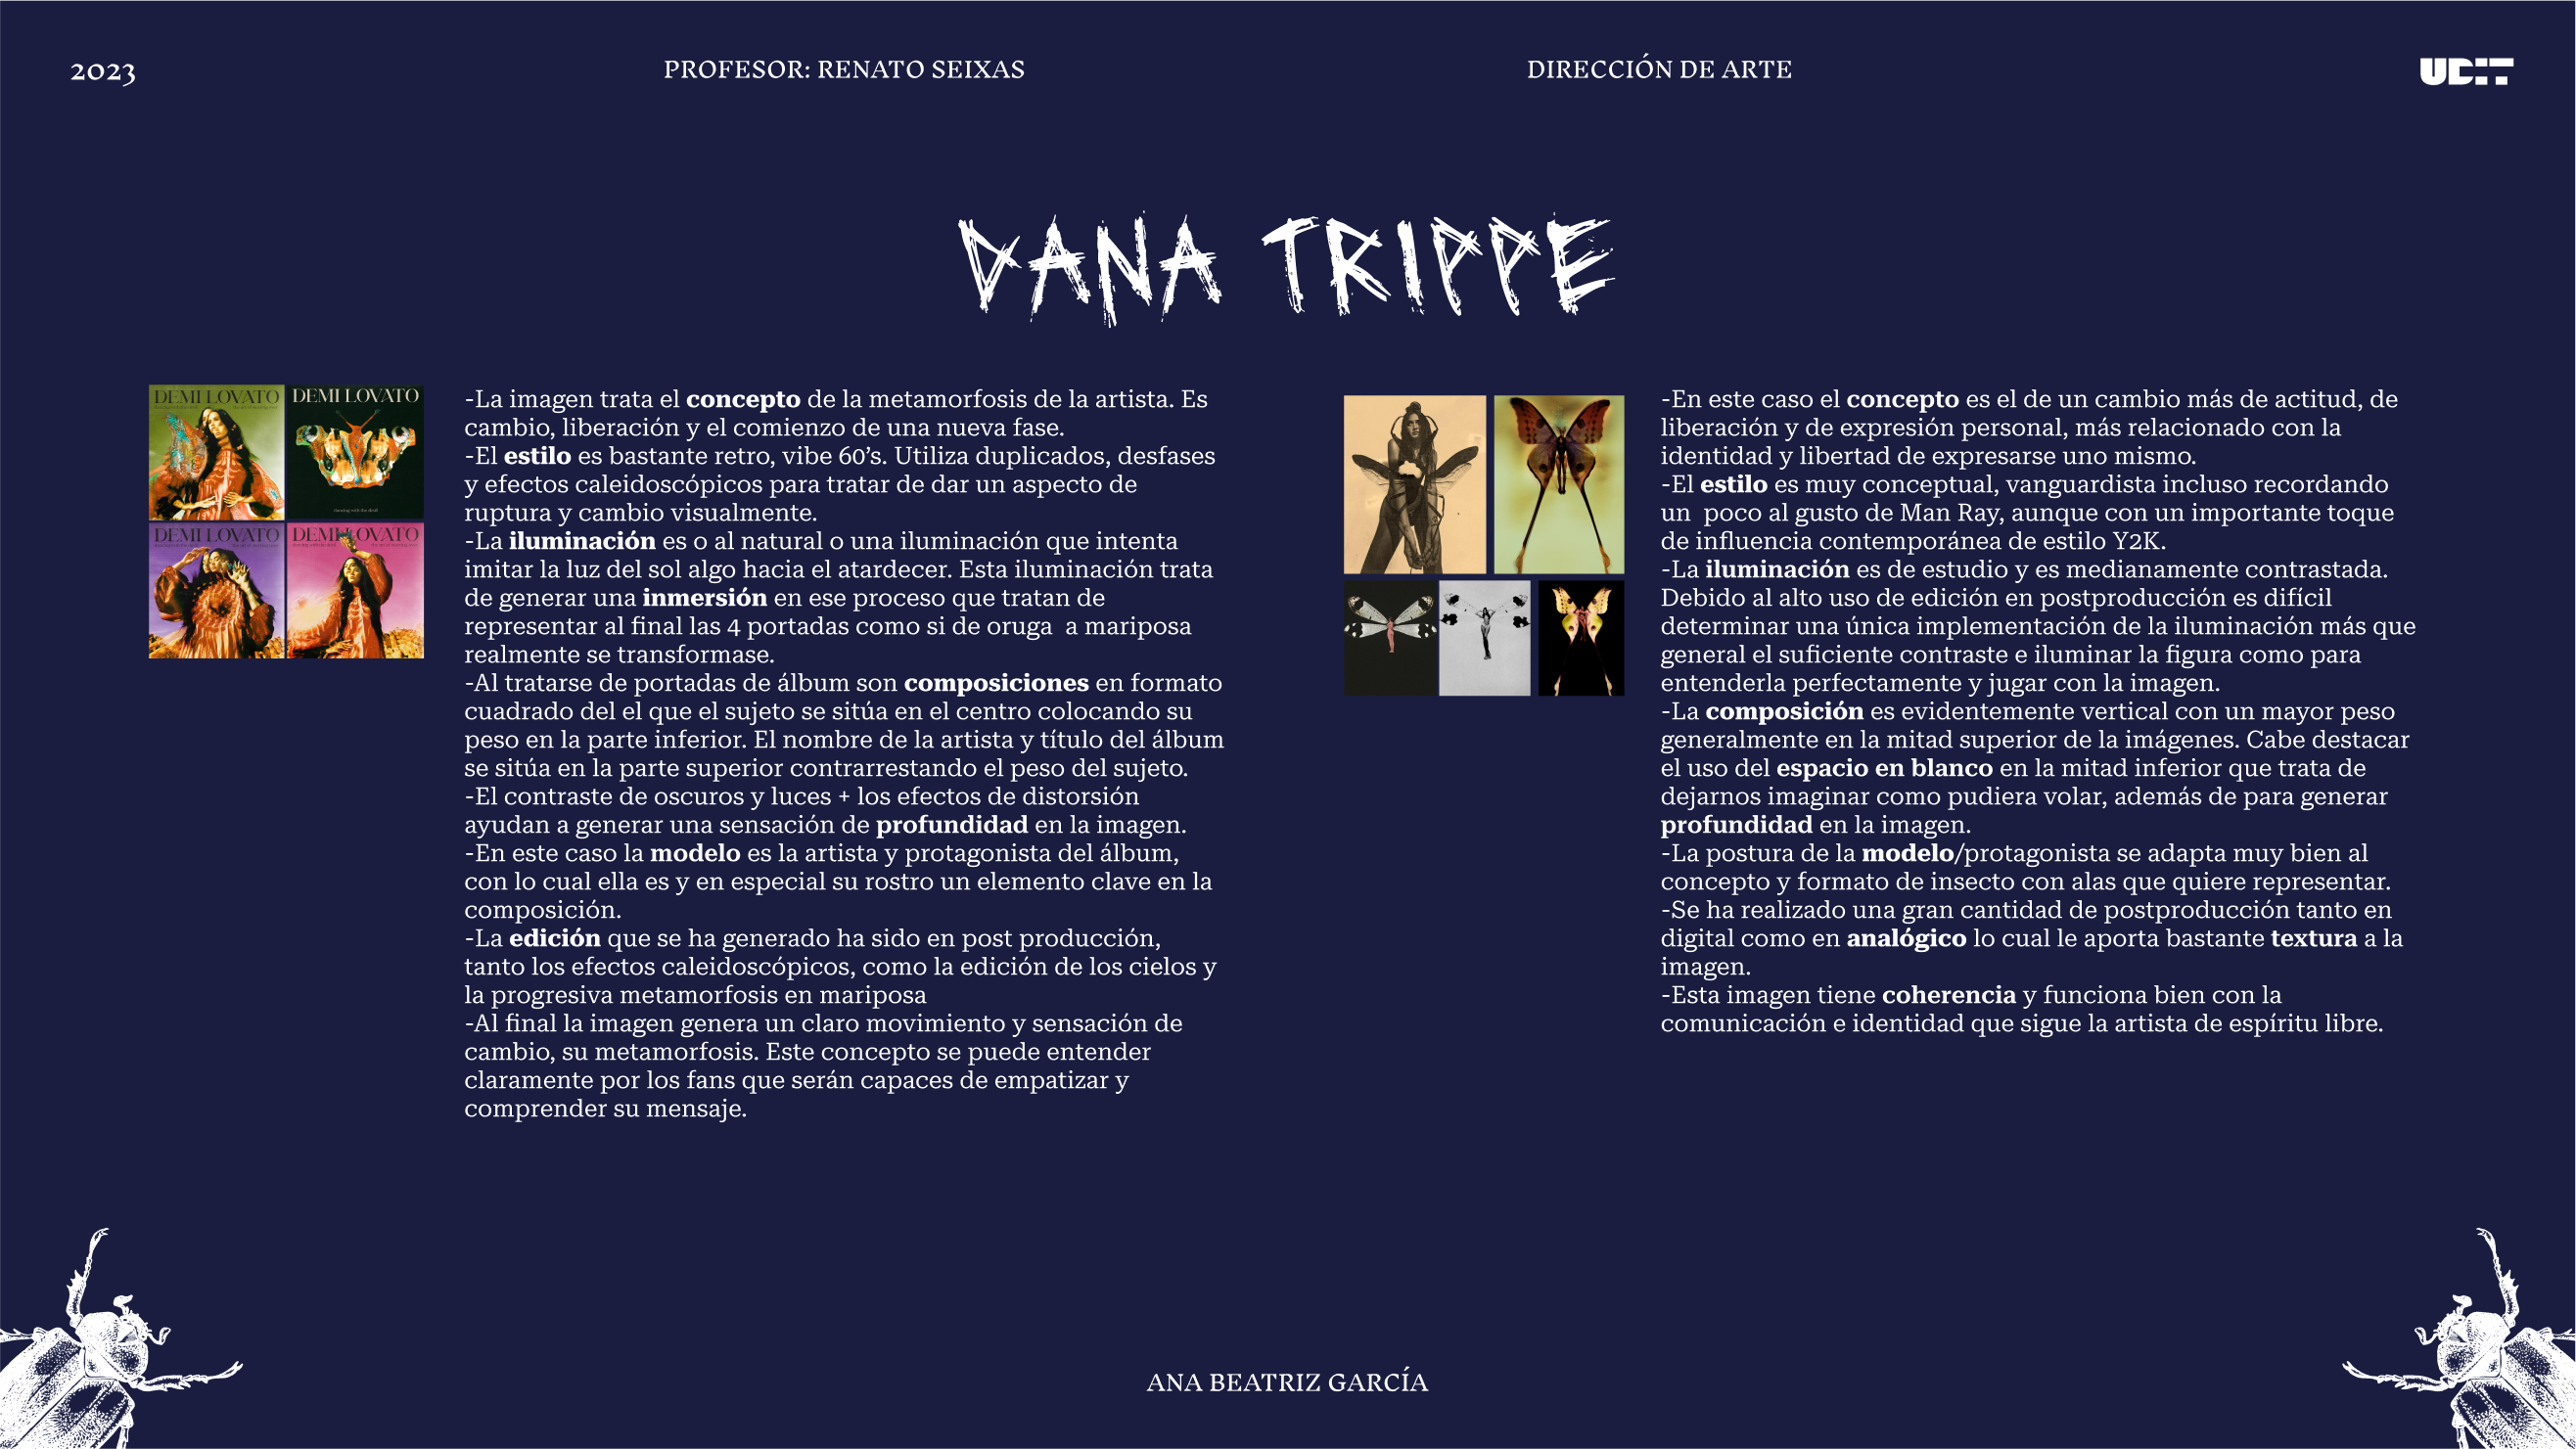 2023
PROFESOR: RENATO SEIXAS
DIRECCIÓN DE ARTE
UDIT
DANA TRIPPE
DEMI LOVATO
DEMI LOVATO
DEMI LOVATO
DEMI LOVATO
-La imagen trata el concepto de la metamorfosis de la artista. Es
cambio, liberación y el comienzo de una nueva fase.
-El estilo es bastante retro, vibe 60’s. Utiliza duplicados, desfases
y efectos caleidoscópicos para tratar de dar un aspecto de
ruptura y cambio visualmente.
-La iluminación es o al natural o una iluminación que intenta
imitar la luz del sol algo hacia el atardecer. Esta iluminación trata
de generar una inmersión en ese proceso que tratan de
representar al final las 4 portadas como si de oruga  a mariposa
realmente se transformase.
-Al tratarse de portadas de álbum son composiciones en formato
cuadrado del el que el sujeto se sitúa en el centro colocando su
peso en la parte inferior. El nombre de la artista y título del álbum
se sitúa en la parte superior contrarrestando el peso del sujeto.
-El contraste de oscuros y luces + los efectos de distorsión
ayudan a generar una sensación de profundidad en la imagen.
-En este caso la modelo es la artista y protagonista del álbum,
con lo cual ella es y en especial su rostro un elemento clave en la
composición.
-La edición que se ha generado ha sido en post producción,
tanto los efectos caleidoscópicos, como la edición de los cielos y
la progresiva metamorfosis en mariposa
-Al final la imagen genera un claro movimiento y sensación de
cambio, su metamorfosis. Este concepto se puede entender
claramente por los fans que serán capaces de empatizar y
comprender su mensaje.
-En este caso el concepto es el de un cambio más de actitud, de
liberación y de expresión personal, más relacionado con la
identidad y libertad de expresarse uno mismo.
-El estilo es muy conceptual, vanguardista incluso recordando
un  poco al gusto de Man Ray, aunque con un importante toque
de influencia contemporánea de estilo Y2K.
-La iluminación es de estudio y es medianamente contrastada.
Debido al alto uso de edición en postproducción es difícil
determinar una única implementación de la iluminación más que
general el suficiente contraste e iluminar la figura como para
entenderla perfectamente y jugar con la imagen.
-La composición es evidentemente vertical con un mayor peso
generalmente en la mitad superior de la imágenes. Cabe destacar
el uso del espacio en blanco en la mitad inferior que trata de
dejarnos imaginar como pudiera volar, además de para generar
profundidad en la imagen.
-La postura de la modelo/protagonista se adapta muy bien al
concepto y formato de insecto con alas que quiere representar.
-Se ha realizado una gran cantidad de postproducción tanto en
digital como en analógico lo cual le aporta bastante textura a la
imagen.
-Esta imagen tiene coherencia y funciona bien con la
comunicación e identidad que sigue la artista de espíritu libre.
ANA BEATRIZ GARCÍA